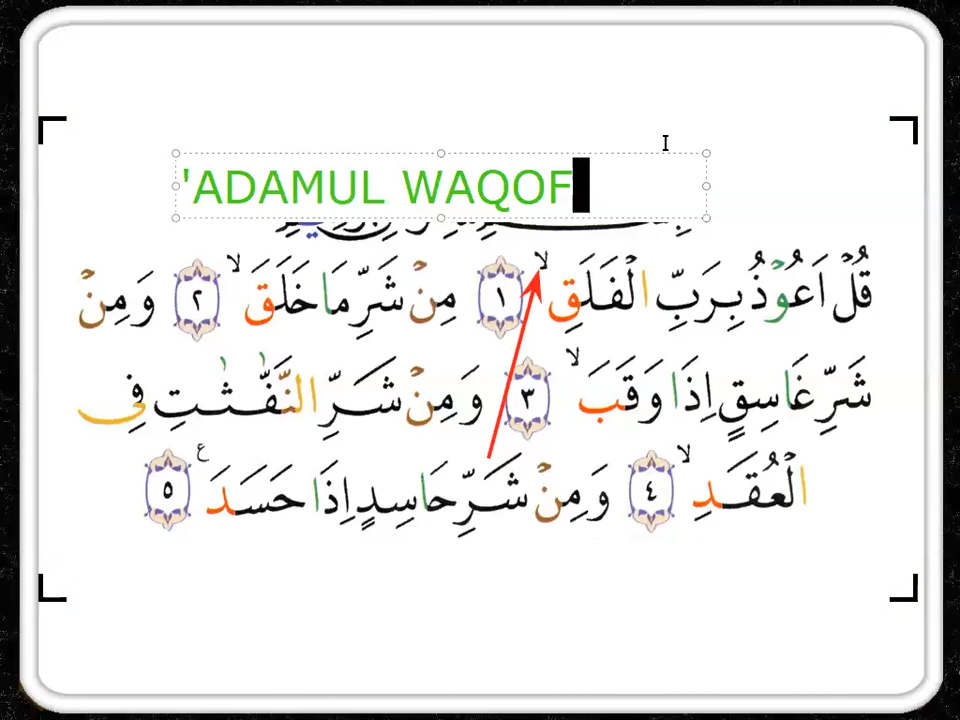 'ADAMUL WAQOF
قُلْ اَعُوْذُ بِرَبِّ الْفَلَقِۙ ١ مِنْ شَرِّ مَا خَلَقَۙ ٢ وَمِنْ
شَرِّ غَاسِقٍ اِذَا وَقَبَۙ ٣ وَمِنْ شَرِّ النَّفّٰثٰتِ فِى
الْعُقَدِۙ ٤ وَمِنْ شَرِّ حَاسِدٍ اِذَا حَسَدَ ࣖ ٥